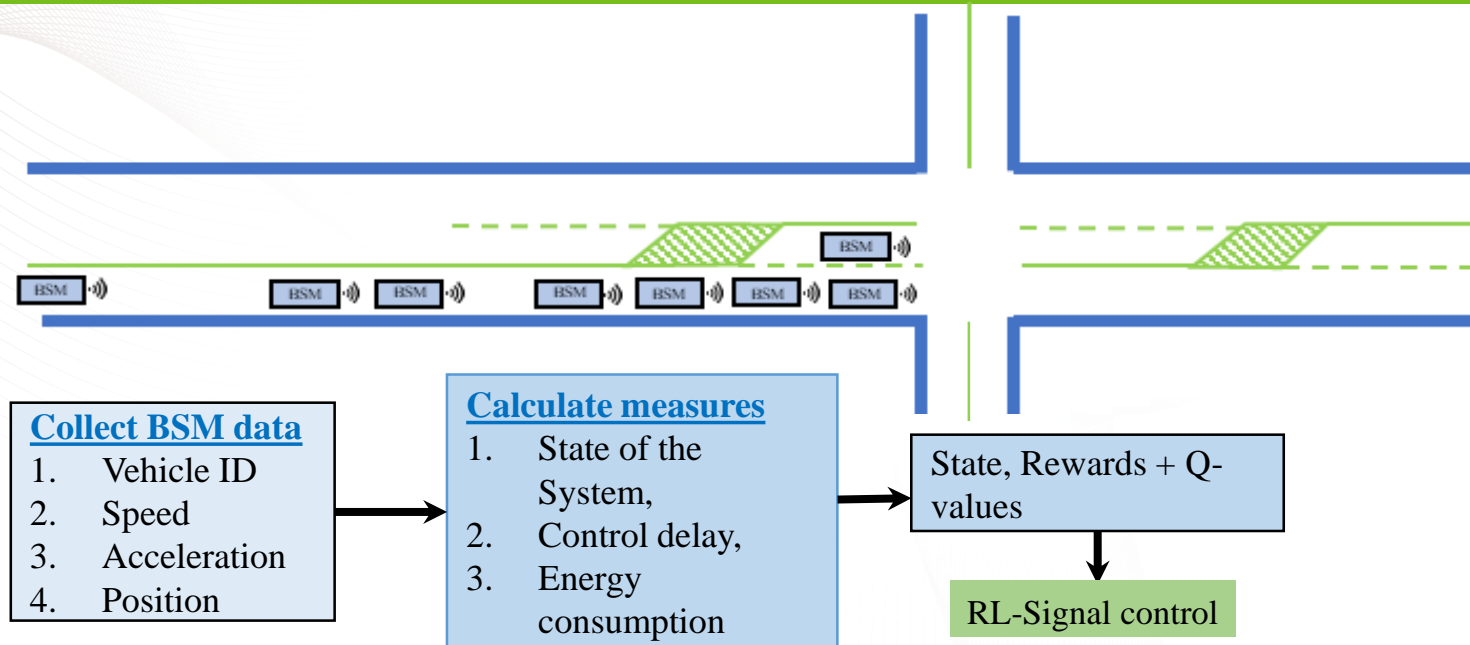 BSM
BSM
BSM
BSM
BSM
BSM
BSM
BSM
Collect BSM data
1. Vehicle ID
2. Speed
3. Acceleration
4. Position
Calculate measures
1. State of the
System,
2. Control delay,
3. Energy
consumption
State, Rewards + Q-
values
RL-Signal control